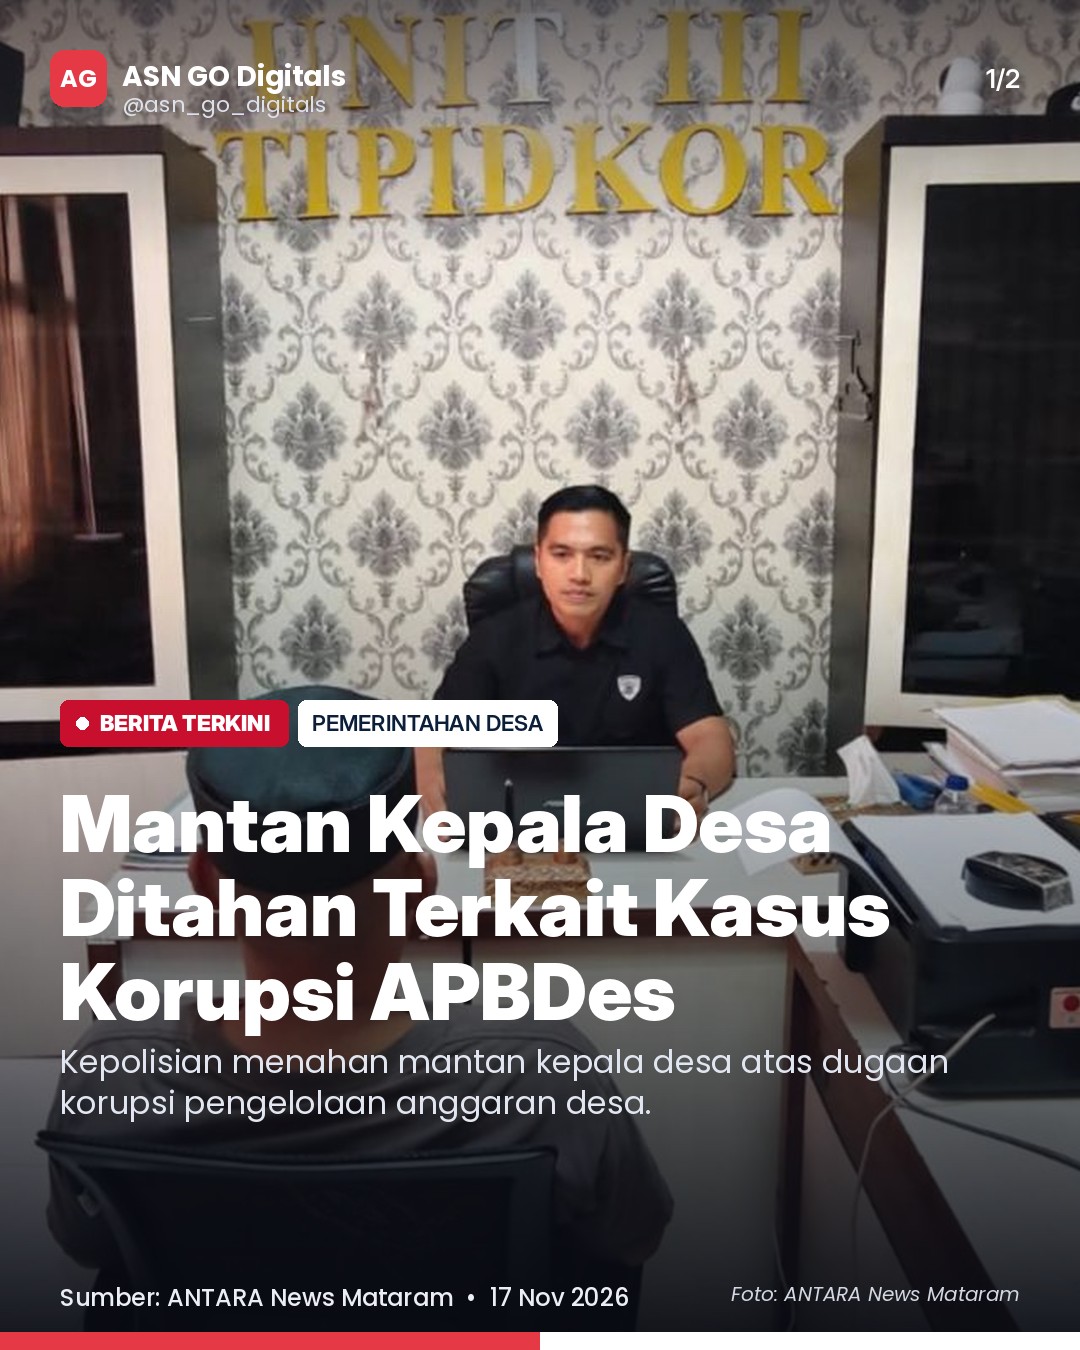 UNIT III
TIPIDKOR
AG
ASN GO Digitals
@asn_go_digitals
1/2
BERITA TERKINI
PEMERINTAHAN DESA
Mantan Kepala Desa
Ditahan Terkait Kasus
Korupsi APBDes
Kepolisian menahan mantan kepala desa atas dugaan
korupsi pengelolaan anggaran desa.
Sumber: ANTARA News Mataram • 17 Nov 2026
Foto: ANTARA News Mataram